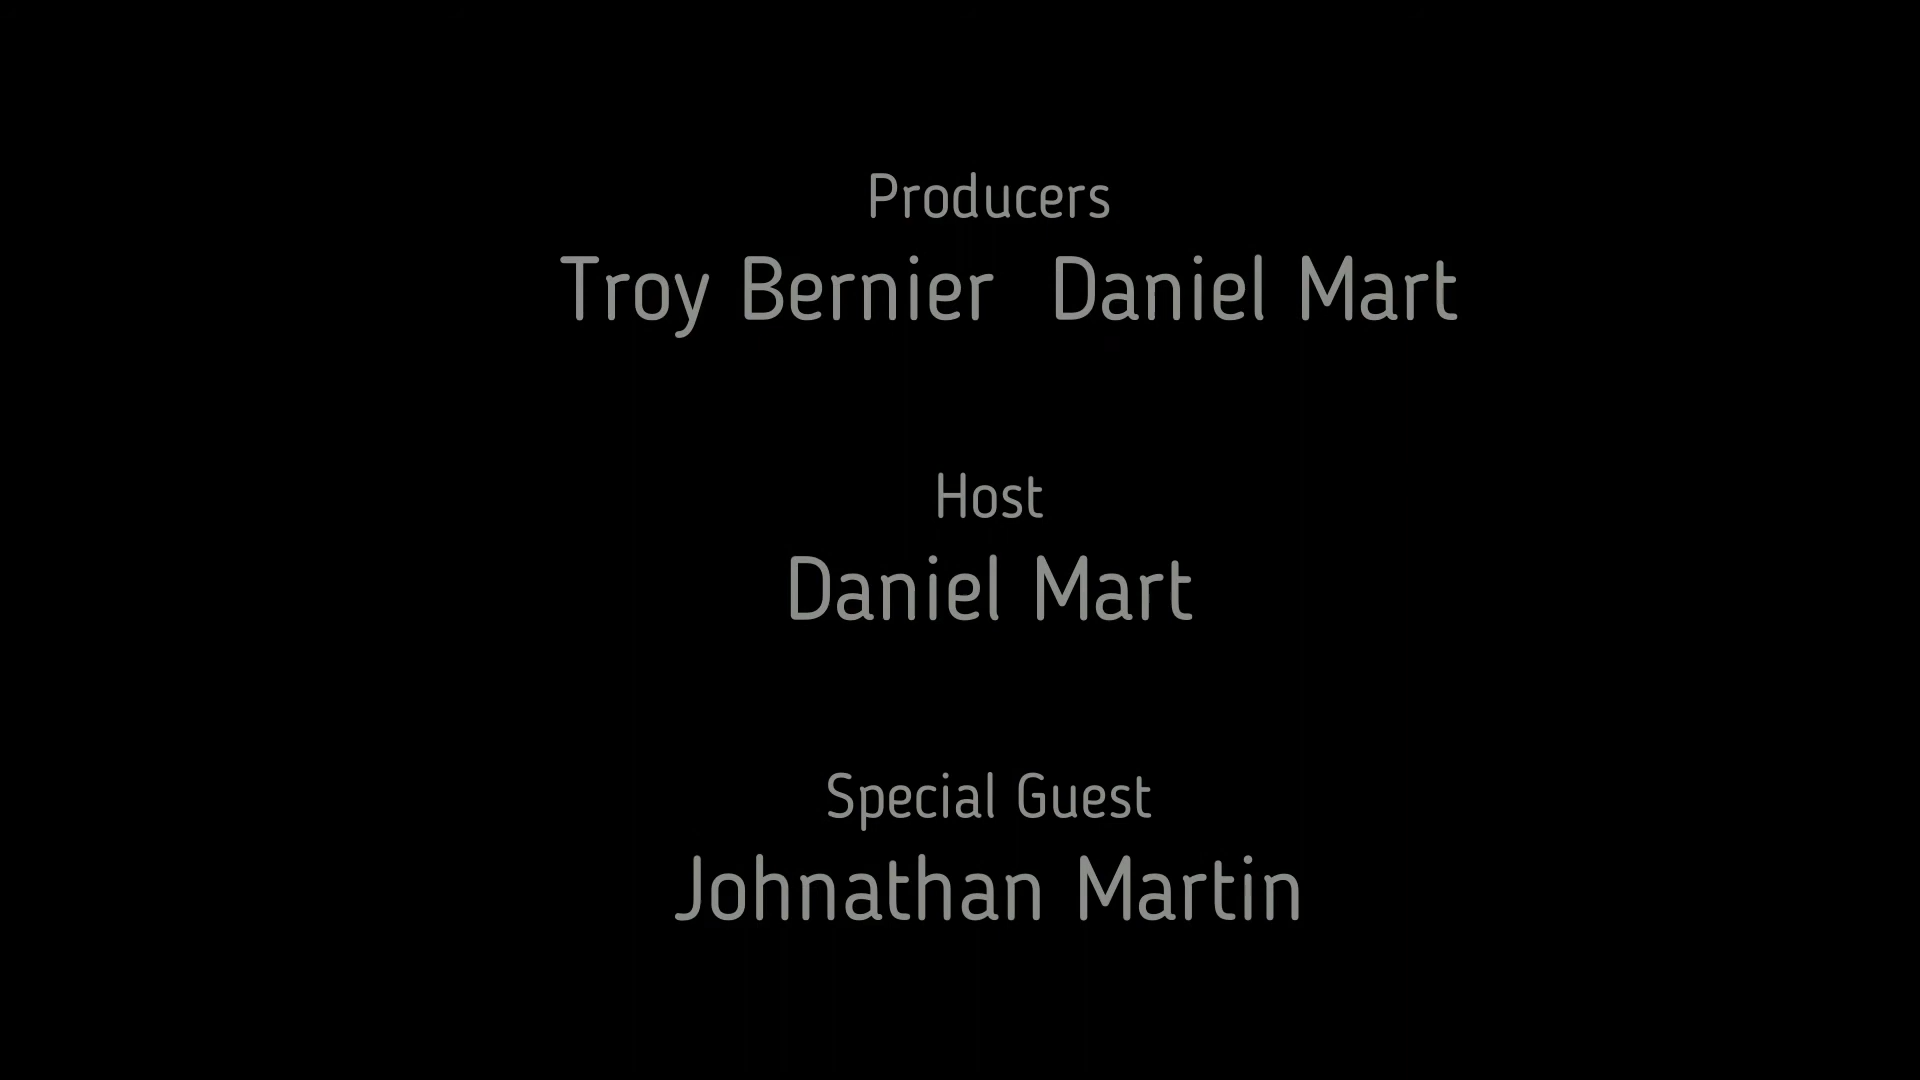 Producers
Troy Bernier  Daniel Mart
Host
Daniel Mart
Special Guest
Johnathan Martin